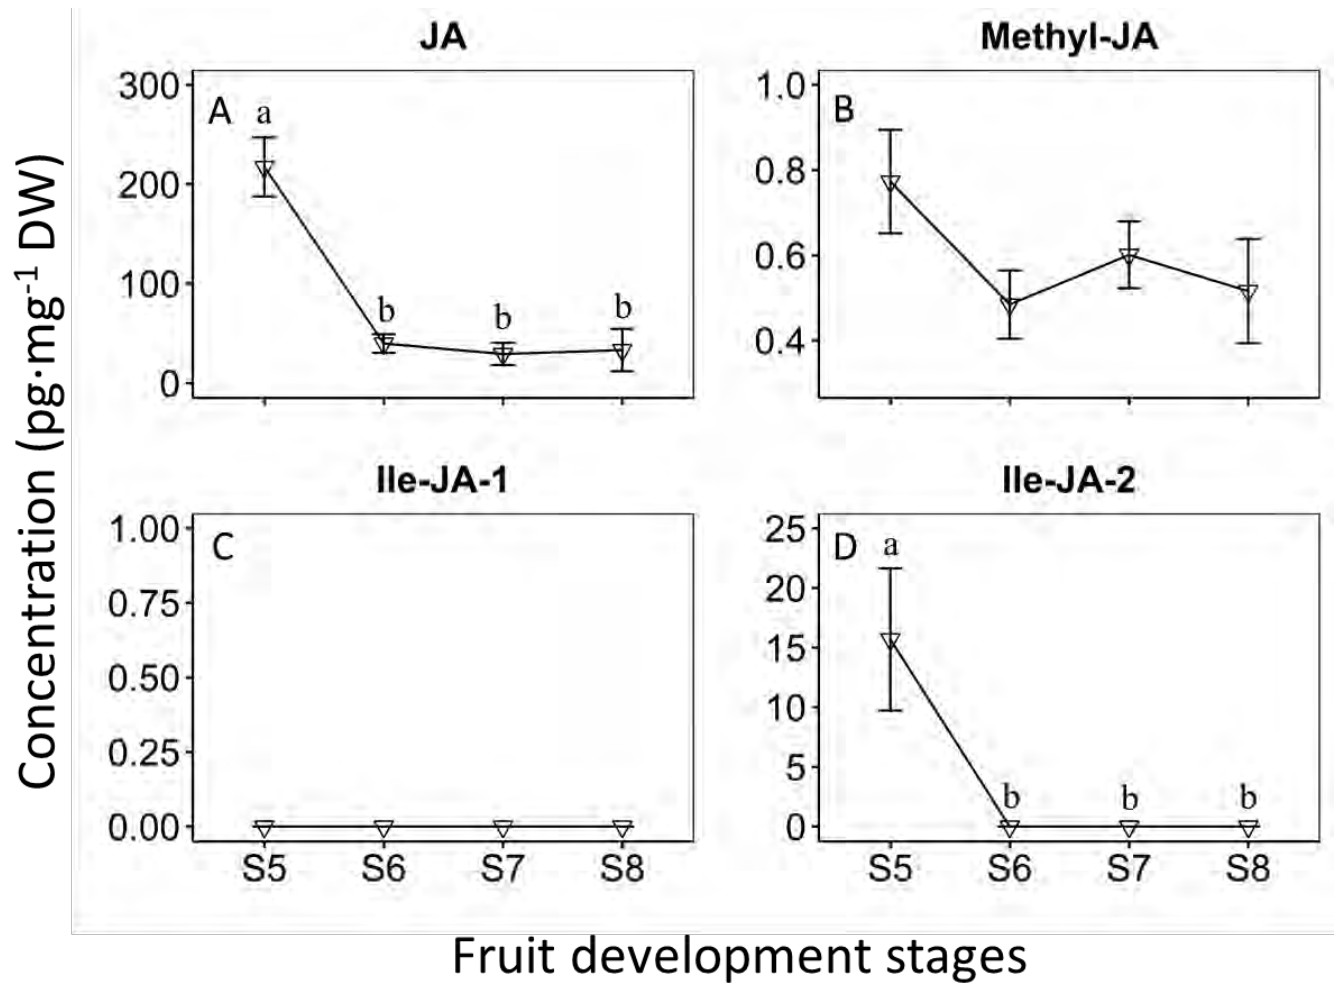 Concentration (pg·mg⁻¹ DW)
JA
300
200
100
0
A
a
b
b
b
Methyl-JA
1.0
0.8
0.6
0.4
B
Ile-JA-1
1.00
0.75
0.50
0.25
0.00
C
S5 S6 S7 S8
Ile-JA-2
25
20
15
10
5
0
D
a
b
b
b
S5 S6 S7 S8
Fruit development stages